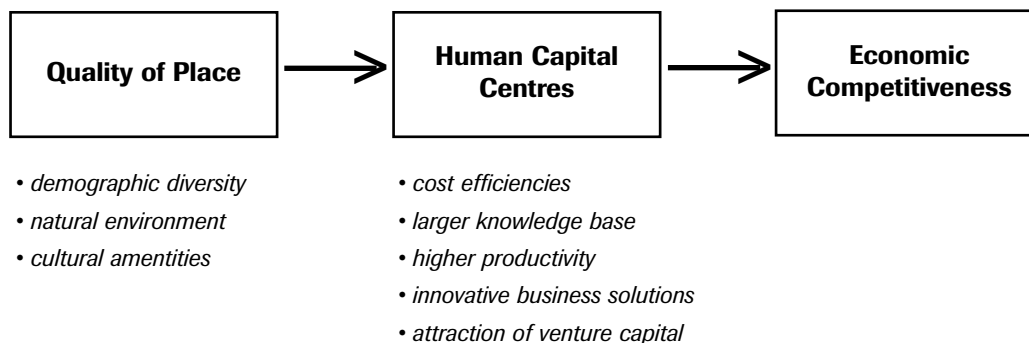 Quality of Place
Human Capital
Centres
Economic
Competitiveness
• demographic diversity
• natural environment
• cultural amentities
• cost efficiencies
• larger knowledge base
• higher productivity
• innovative business solutions
• attraction of venture capital